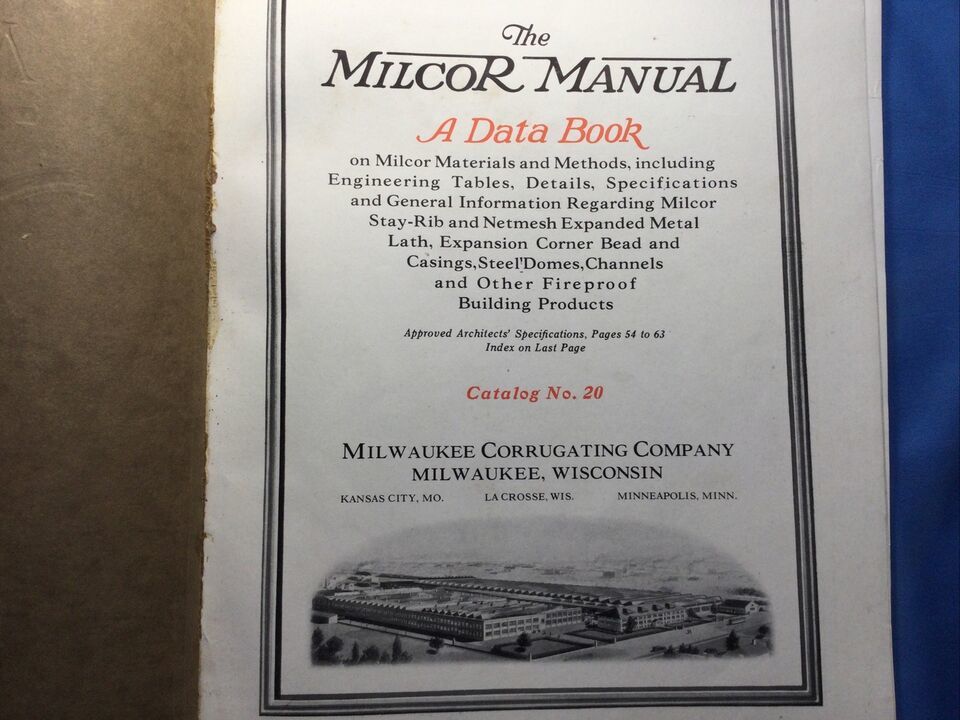 The
MILCOR MANUAL
A Data Book
on Milcor Materials and Methods, including
Engineering Tables, Details, Specifications
and General Information Regarding Milcor
Stay-Rib and Netmesh Expanded Metal
Lath, Expansion Corner Bead and
Casings, Steel Domes, Channels
and Other Fireproof
Building Products
Approved Architects' Specifications, Pages 54 to 63
Index on Last Page
Catalog No. 20
MILWAUKEE CORRUGATING COMPANY
MILWAUKEE, WISCONSIN
KANSAS CITY, MO. LA CROSSE, WIS. MINNEAPOLIS, MINN.